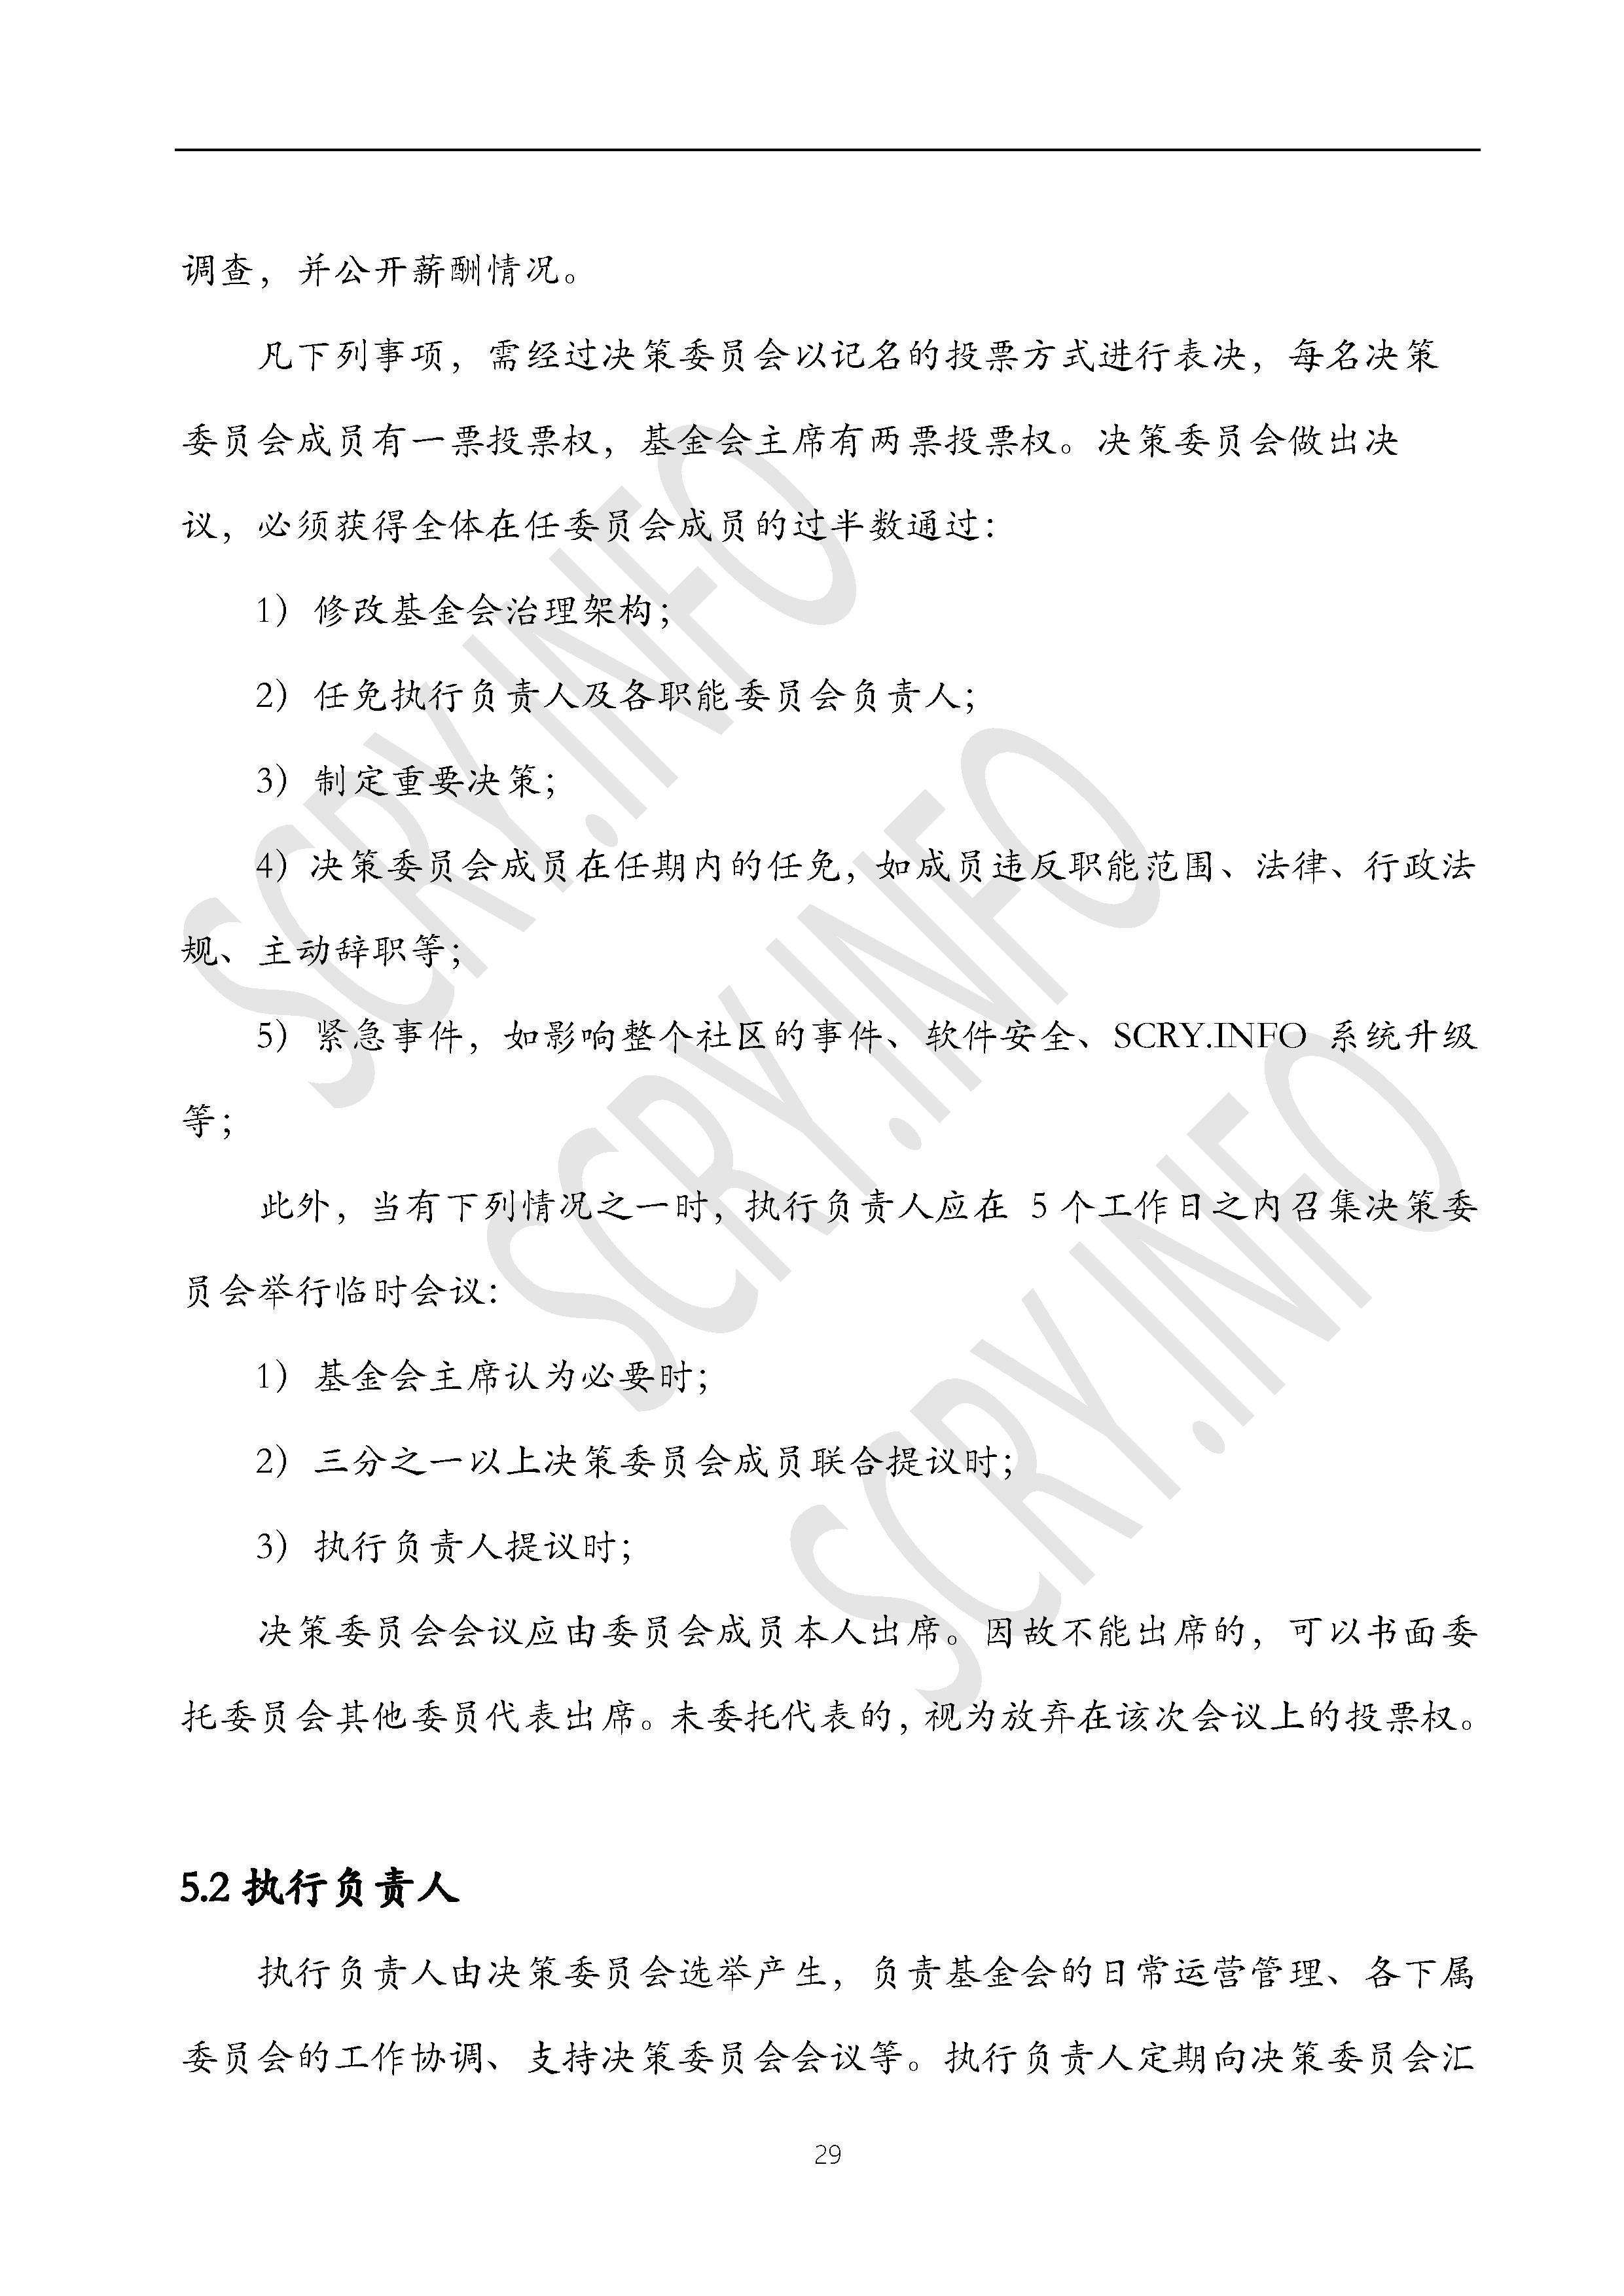 调查，并公开薪酬情况。
凡下列事项，需经过决策委员会以记名的投票方式进行表决，每名决策
委员会成员有一票投票权，基金会主席有两票投票权。决策委员会做出决
议，必须获得全体在任委员会成员的过半数通过：
1）修改基金会治理架构；
2）任免执行负责人及各职能委员会负责人；
3）制定重要决策；
4）决策委员会成员在任期内的任免，如成员违反职能范围、法律、行政法
规、主动辞职等；
5）紧急事件，如影响整个社区的事件、软件安全、SCRY.INFO 系统升级
等；
此外，当有下列情况之一时，执行负责人应在 5 个工作日之内召集决策委
员会举行临时会议：
1）基金会主席认为必要时；
2）三分之一以上决策委员会成员联合提议时；
3）执行负责人提议时；
决策委员会会议应由委员会成员本人出席。因故不能出席的，可以书面委
托委员会其他委员代表出席。未委托代表的，视为放弃在该次会议上的投票权。
5.2 执行负责人
执行负责人由决策委员会选举产生，负责基金会的日常运营管理、各下属
委员会的工作协调、支持决策委员会会议等。执行负责人定期向决策委员会汇
29
SCRY.INFO
SCRY.INFO
SCRY.INFO